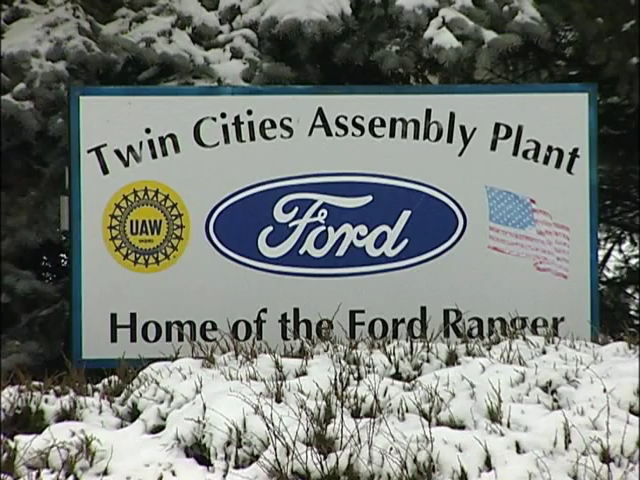 Twin Cities Assembly Plant
UAW
Ford
Home of the Ford Ranger